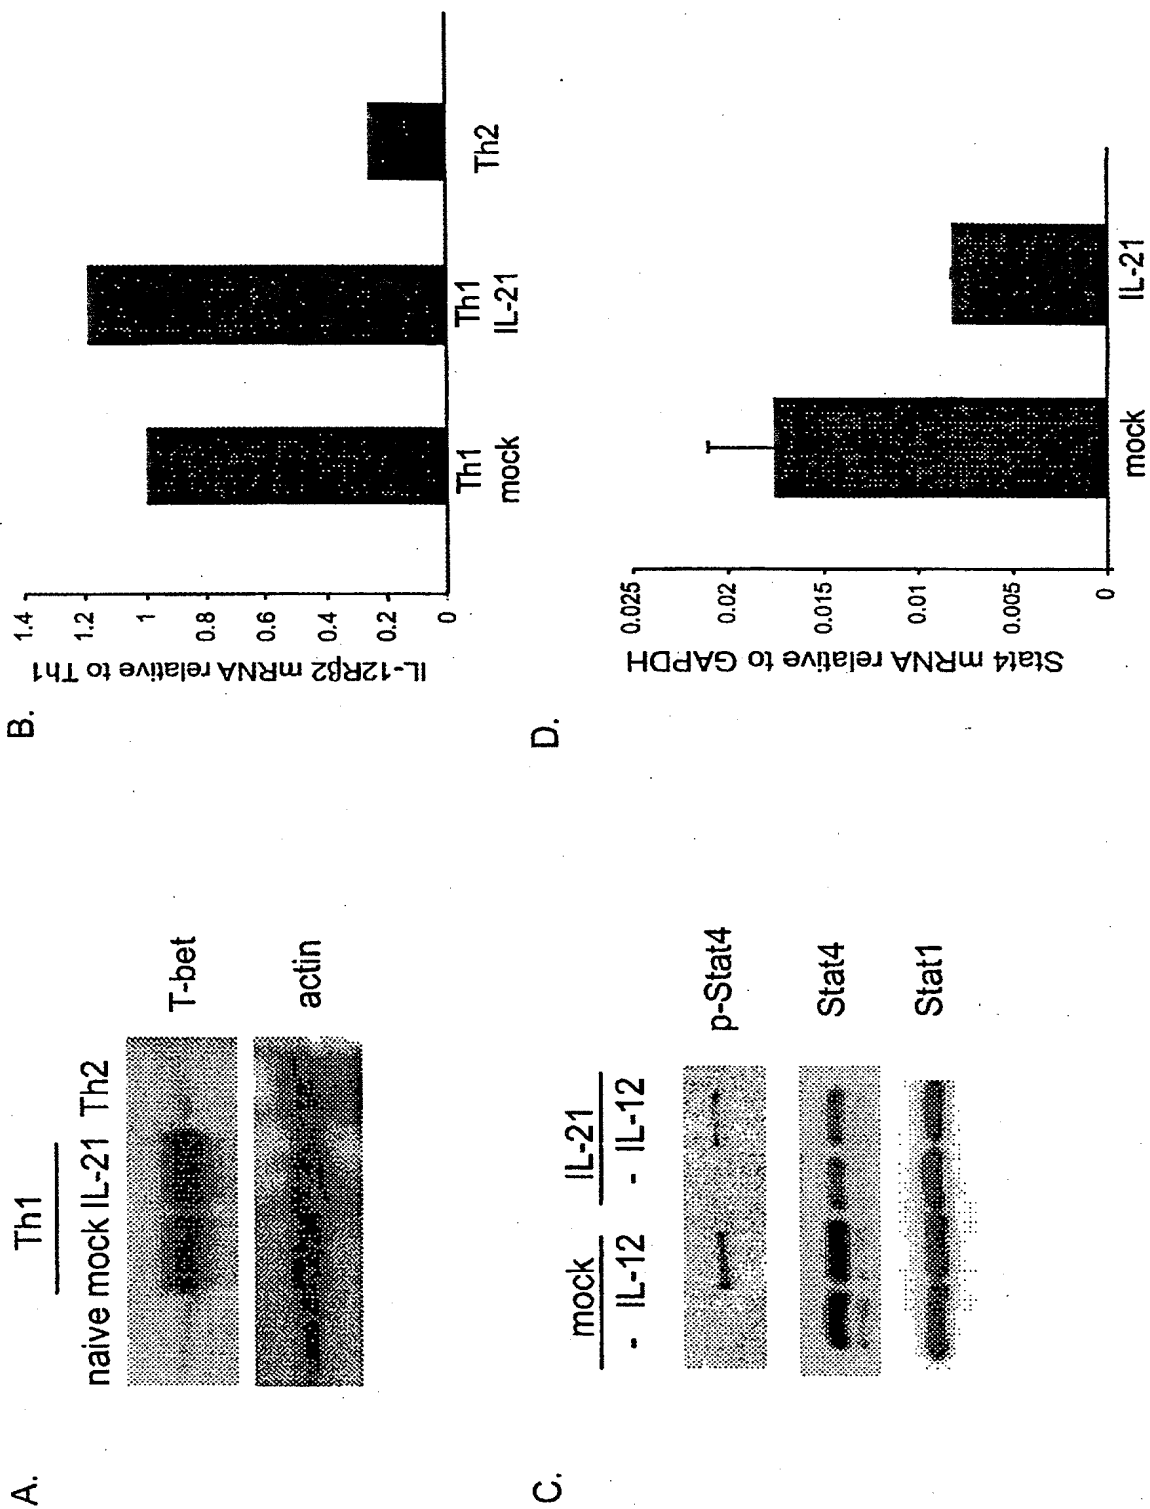 A.
Th1
naive mock IL-21 Th2
T-bet
actin
B.
IL-12Rβ2 mRNA relative to Th1
1.4
1.2
1
0.8
0.6
0.4
0.2
0
Th1
mock
Th1
IL-21
Th2
C.
mock IL-21
- IL-12 - IL-12
p-Stat4
Stat4
Stat1
D.
Stat4 mRNA relative to GAPDH
0.025
0.02
0.015
0.01
0.005
0
mock
IL-21